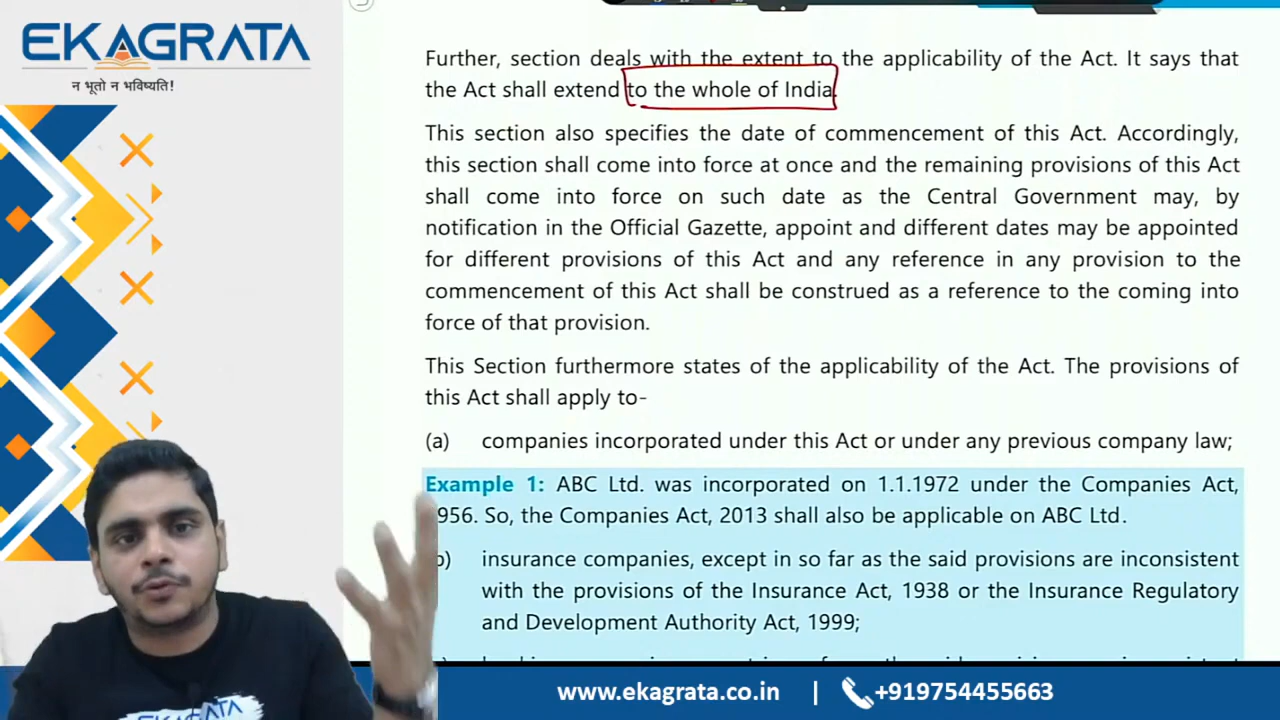 EKAGRATA
न भूतो न भविष्यति!
Further, section deals with the extent to the applicability of the Act. It says that
the Act shall extend to the whole of India.
This section also specifies the date of commencement of this Act. Accordingly,
this section shall come into force at once and the remaining provisions of this Act
shall come into force on such date as the Central Government may, by
notification in the Official Gazette, appoint and different dates may be appointed
for different provisions of this Act and any reference in any provision to the
commencement of this Act shall be construed as a reference to the coming into
force of that provision.
This Section furthermore states of the applicability of the Act. The provisions of
this Act shall apply to-
(a) companies incorporated under this Act or under any previous company law;
Example 1: ABC Ltd. was incorporated on 1.1.1972 under the Companies Act,
956. So, the Companies Act, 2013 shall also be applicable on ABC Ltd.
) insurance companies, except in so far as the said provisions are inconsistent
with the provisions of the Insurance Act, 1938 or the Insurance Regulatory
and Development Authority Act, 1999;
EKAGRATA
www.ekagrata.co.in | +919754455663